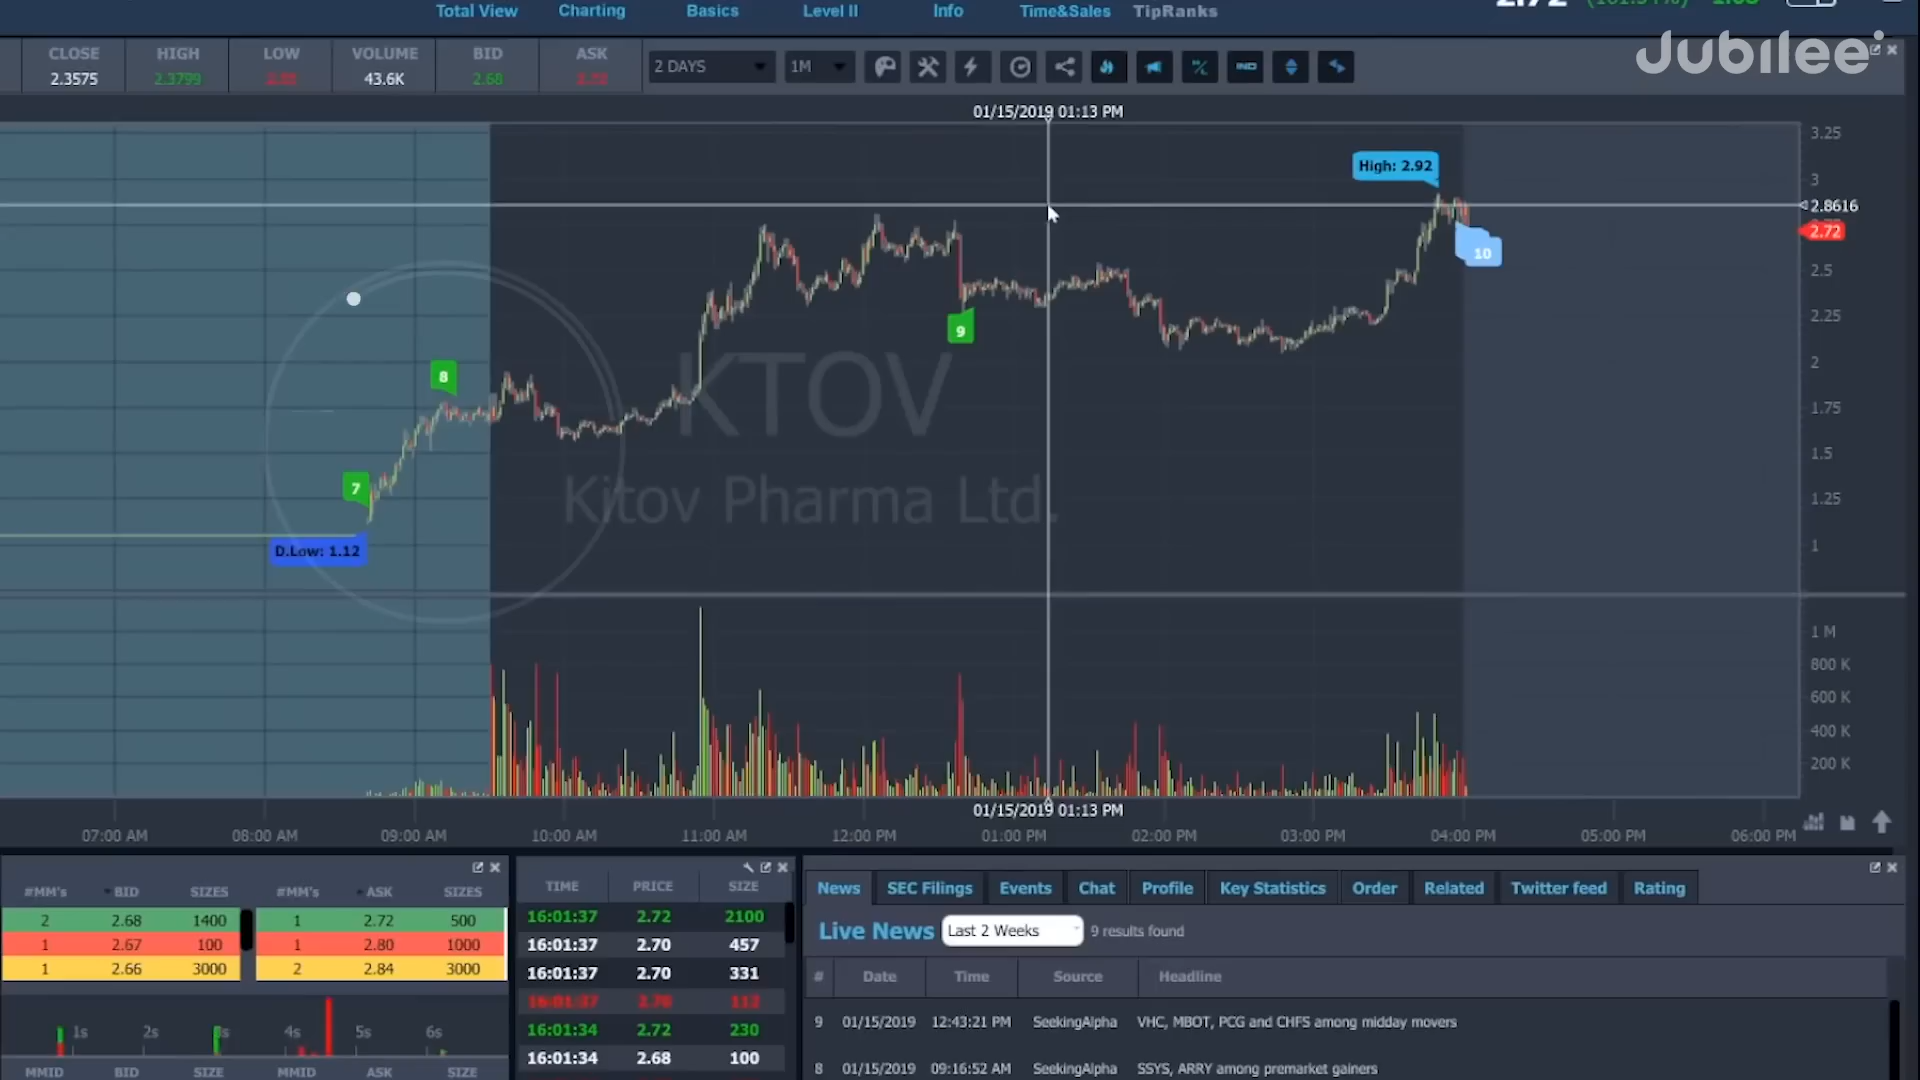 Total View Charting Basics Level II Info Time&Sales TipRanks
Jubilee
CLOSE HIGH LOW VOLUME BID ASK
2.3575 2.3799 43.6K 2.68
2 DAYS 1M
01/15/2019 01:13 PM
3.25
High: 2.92
3
2.8616
2.72
10
2.5
9
2.25
KTOV
2
8
1.75
1.5
7
Kitov Pharma Ltd.
1.25
D.Low: 1.12
1
1 M
800 K
600 K
400 K
200 K
01/15/2019 01:13 PM
07:00 AM 08:00 AM 09:00 AM 10:00 AM 11:00 AM 12:00 PM 01:00 PM 02:00 PM 03:00 PM 04:00 PM 05:00 PM 06:00 PM
#MM's BID SIZES #MM's ASK SIZES
2 2.68 1400 1 2.72 500
1 2.67 100 1 2.80 1000
1 2.66 3000 2 2.84 3000
1s 2s 4s 5s 6s
MMID BID SIZE MMID ASK SIZE
TIME PRICE SIZE
16:01:37 2.72 2100
16:01:37 2.70 457
16:01:37 2.70 331
16:01:37 2.70
16:01:34 2.72 230
16:01:34 2.68 100
News SEC Filings Events Chat Profile Key Statistics Order Related Twitter feed Rating
Live News Last 2 Weeks 9 results found
# Date Time Source Headline
9 01/15/2019 12:43:21 PM SeekingAlpha VHC, MBOT, PCG and CHFS among midday movers
8 01/15/2019 09:16:52 AM SeekingAlpha SSYS, ARRY among premarket gainers